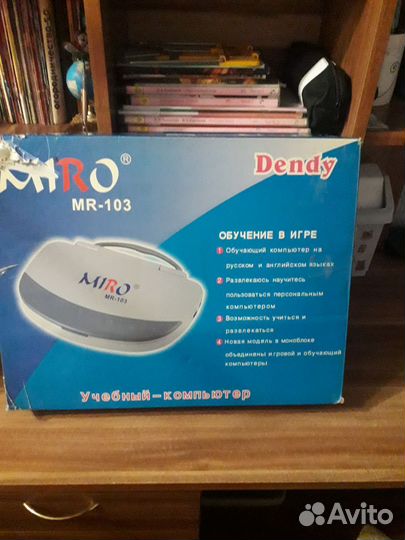 MIRO®
MR-103
Dendy
ОБУЧЕНИЕ В ИГРЕ
1 Обучающий компьютер на
русском и английском языках
2 Развлекаясь научитесь
пользоваться персональным
компьютером
3 Возможность учиться и
развлекаться
4 Новая модель в моноблоке
объединены игровой и обучающий
компьютеры
MIRO®
MR-103
Учебный-компьютер
Avito